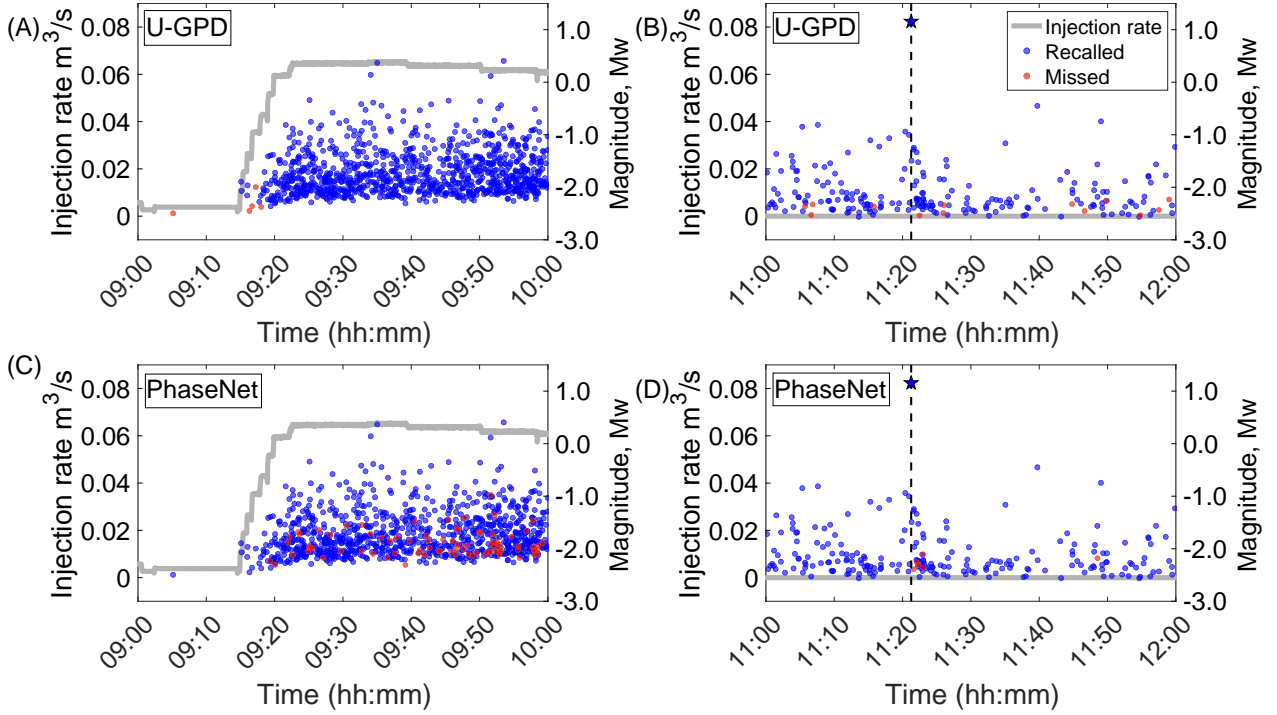 (A)
U-GPD
Injection rate m³/s
0.08
0.06
0.04
0.02
0
1.0
0.0
-1.0
-2.0
-3.0
Magnitude, Mw
09:00
09:10
09:20
09:30
09:40
09:50
10:00
Time (hh:mm)
(B)
U-GPD
Injection rate
Recalled
Missed
Injection rate m³/s
0.08
0.06
0.04
0.02
0
1.0
0.0
-1.0
-2.0
-3.0
Magnitude, Mw
11:00
11:10
11:20
11:30
11:40
11:50
12:00
Time (hh:mm)
(C)
PhaseNet
Injection rate m³/s
0.08
0.06
0.04
0.02
0
1.0
0.0
-1.0
-2.0
-3.0
Magnitude, Mw
09:00
09:10
09:20
09:30
09:40
09:50
10:00
Time (hh:mm)
(D)
PhaseNet
Injection rate m³/s
0.08
0.06
0.04
0.02
0
1.0
0.0
-1.0
-2.0
-3.0
Magnitude, Mw
11:00
11:10
11:20
11:30
11:40
11:50
12:00
Time (hh:mm)